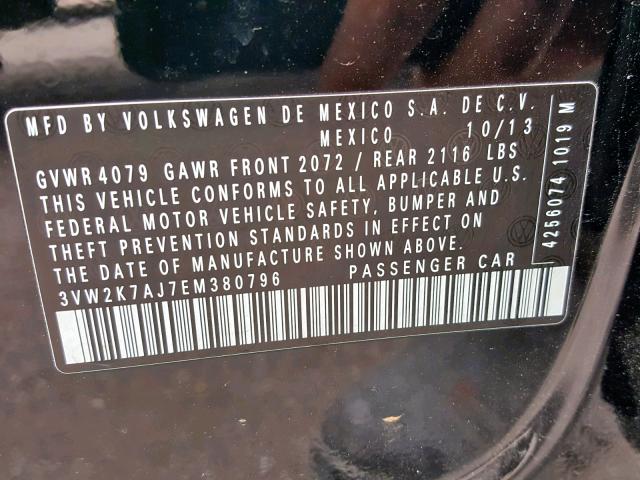 MFD BY VOLKSWAGEN DE MEXICO S.A. DE C.V.
MEXICO 10/13
GVWR 4079 GAWR FRONT 2072 / REAR 2116 LBS
THIS VEHICLE CONFORMS TO ALL APPLICABLE U.S.
FEDERAL MOTOR VEHICLE SAFETY, BUMPER AND
THEFT PREVENTION STANDARDS IN EFFECT ON
THE DATE OF MANUFACTURE SHOWN ABOVE.
3VW2K7AJ7EM380796 PASSENGER CAR
4256074 1019 M